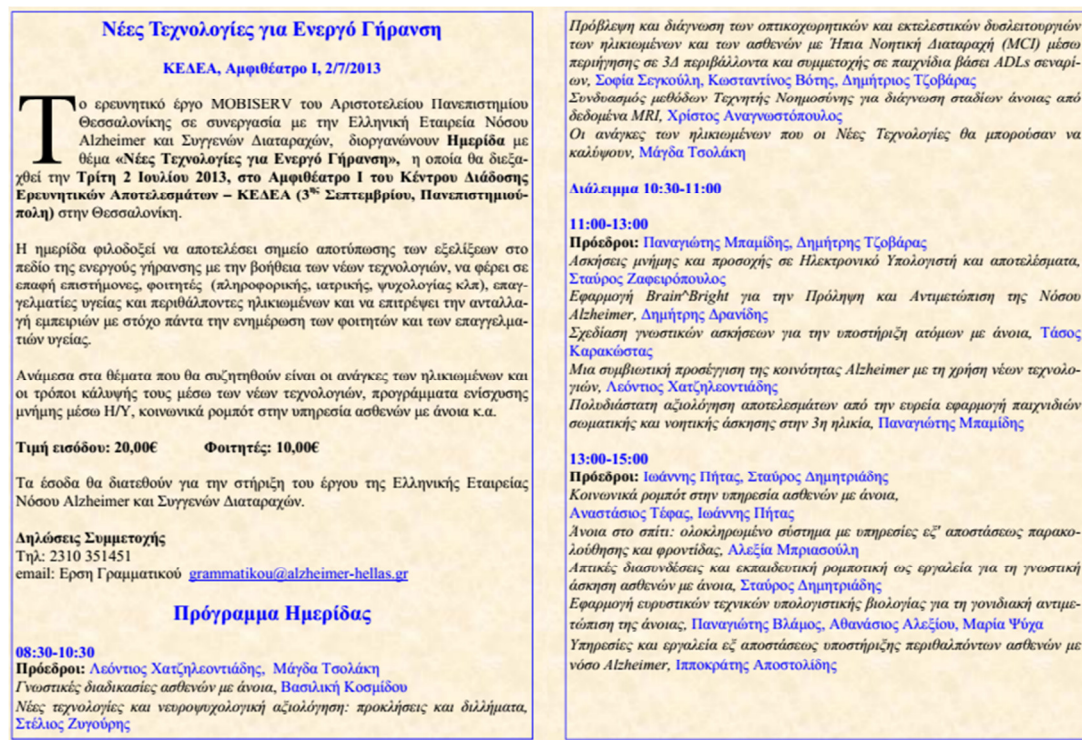 Νέες Τεχνολογίες για Ενεργό Γήρανση
ΚΕΔΕΑ, Αμφιθέατρο Ι, 2/7/2013
Το ερευνητικό έργο MOBISERV του Αριστοτελείου Πανεπιστημίου
Θεσσαλονίκης σε συνεργασία με την Ελληνική Εταιρεία Νόσου
Alzheimer και Συγγενών Διαταραχών, διοργανώνουν Ημερίδα με
θέμα «Νέες Τεχνολογίες για Ενεργό Γήρανση», η οποία θα διεξα-
χθεί την Τρίτη 2 Ιουλίου 2013, στο Αμφιθέατρο Ι του Κέντρου Διάδοσης
Ερευνητικών Αποτελεσμάτων – ΚΕΔΕΑ (3ης Σεπτεμβρίου, Πανεπιστημιού-
πολη) στην Θεσσαλονίκη.
Η ημερίδα φιλοδοξεί να αποτελέσει σημείο αποτύπωσης των εξελίξεων στο
πεδίο της ενεργούς γήρανσης με την βοήθεια των νέων τεχνολογιών, να φέρει σε
επαφή επιστήμονες, φοιτητές (πληροφορικής, ιατρικής, ψυχολογίας κλπ), επαγ-
γελματίες υγείας και περιθάλποντες ηλικιωμένων και να επιτρέψει την ανταλλα-
γή εμπειριών με στόχο πάντα την ενημέρωση των φοιτητών και των επαγγελμα-
τιών υγείας.
Ανάμεσα στα θέματα που θα συζητηθούν είναι οι ανάγκες των ηλικιωμένων και
οι τρόποι κάλυψής τους μέσω των νέων τεχνολογιών, προγράμματα ενίσχυσης
μνήμης μέσω Η/Υ, κοινωνικά ρομπότ στην υπηρεσία ασθενών με άνοια κ.α.
Τιμή εισόδου: 20,00€ Φοιτητές: 10,00€
Τα έσοδα θα διατεθούν για την στήριξη του έργου της Ελληνικής Εταιρείας
Νόσου Alzheimer και Συγγενών Διαταραχών.
Δηλώσεις Συμμετοχής
Τηλ: 2310 351451
email: Ερση Γραμματικού grammatikou@alzheimer-hellas.gr
Πρόγραμμα Ημερίδας
08:30-10:30
Πρόεδροι: Λεόντιος Χατζηλεοντιάδης, Μάγδα Τσολάκη
Γνωστικές διαδικασίες ασθενών με άνοια, Βασιλική Κοσμίδου
Νέες τεχνολογίες και νευροψυχολογική αξιολόγηση: προκλήσεις και διλλήματα,
Στέλιος Ζυγούρης
Πρόβλεψη και διάγνωση των οπτικοχωρητικών και εκτελεστικών δυσλειτουργιών
των ηλικιωμένων και των ασθενών με Ήπια Νοητική Διαταραχή (MCI) μέσω
περιήγησης σε 3Δ περιβάλλοντα και συμμετοχής σε παιχνίδια βάσει ADLs σεναρί-
ων, Σοφία Σεγκούλη, Κωσταντίνος Βότης, Δημήτριος Τζοβάρας
Συνδυασμός μεθόδων Τεχνητής Νοημοσύνης για διάγνωση σταδίων άνοιας από
δεδομένα MRI, Χρίστος Αναγνωστόπουλος
Οι ανάγκες των ηλικιωμένων που οι Νέες Τεχνολογίες θα μπορούσαν να
καλύψουν, Μάγδα Τσολάκη
Διάλειμμα 10:30-11:00
11:00-13:00
Πρόεδροι: Παναγιώτης Μπαμίδης, Δημήτρης Τζοβάρας
Ασκήσεις μνήμης και προσοχής σε Ηλεκτρονικό Υπολογιστή και αποτελέσματα,
Σταύρος Ζαφειρόπουλος
Εφαρμογή Brain^Bright για την Πρόληψη και Αντιμετώπιση της Νόσου
Alzheimer, Δημήτρης Δρανίδης
Σχεδίαση γνωστικών ασκήσεων για την υποστήριξη ατόμων με άνοια, Τάσος
Καρακώστας
Μια συμβιωτική προσέγγιση της κοινότητας Alzheimer με τη χρήση νέων τεχνολο-
γιών, Λεόντιος Χατζηλεοντιάδης
Πολυδιάστατη αξιολόγηση αποτελεσμάτων από την ευρεία εφαρμογή παιχνιδιών
σωματικής και νοητικής άσκησης στην 3η ηλικία, Παναγιώτης Μπαμίδης
13:00-15:00
Πρόεδροι: Ιωάννης Πήτας, Σταύρος Δημητριάδης
Κοινωνικά ρομπότ στην υπηρεσία ασθενών με άνοια,
Αναστάσιος Τέφας, Ιωάννης Πήτας
Άνοια στο σπίτι: ολοκληρωμένο σύστημα με υπηρεσίες εξ' αποστάσεως παρακο-
λούθησης και φροντίδας, Αλεξία Μπριασούλη
Απτικές διασυνδέσεις και εκπαιδευτική ρομποτική ως εργαλεία για τη γνωστική
άσκηση ασθενών με άνοια, Σταύρος Δημητριάδης
Εφαρμογή ευρυστικών τεχνικών υπολογιστικής βιολογίας για τη γονιδιακή αντιμε-
τώπιση της άνοιας, Παναγιώτης Βλάμος, Αθανάσιος Αλεξίου, Μαρία Ψύχα
Υπηρεσίες και εργαλεία εξ αποστάσεως υποστήριξης περιθαλπόντων ασθενών με
νόσο Alzheimer, Ιπποκράτης Αποστολίδης